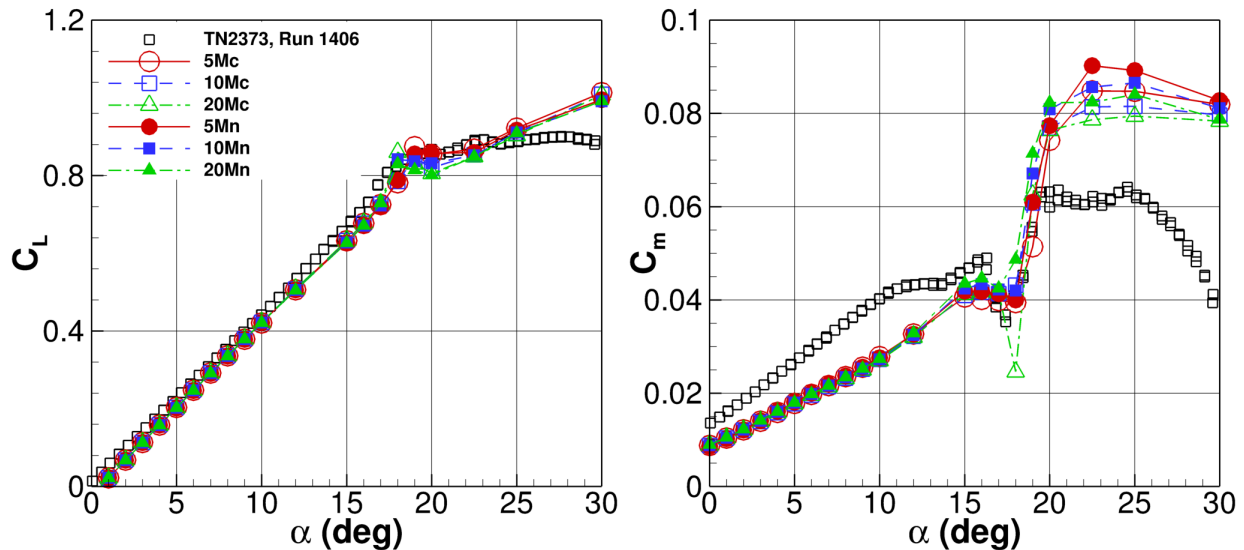 1.2
TN2373, Run 1406
5Mc
10Mc
20Mc
5Mn
10Mn
20Mn
0.8
0.4
0
C_L
0 5 10 15 20 25 30
α (deg)
0.1
0.08
0.06
0.04
0.02
0
C_m
0 5 10 15 20 25 30
α (deg)